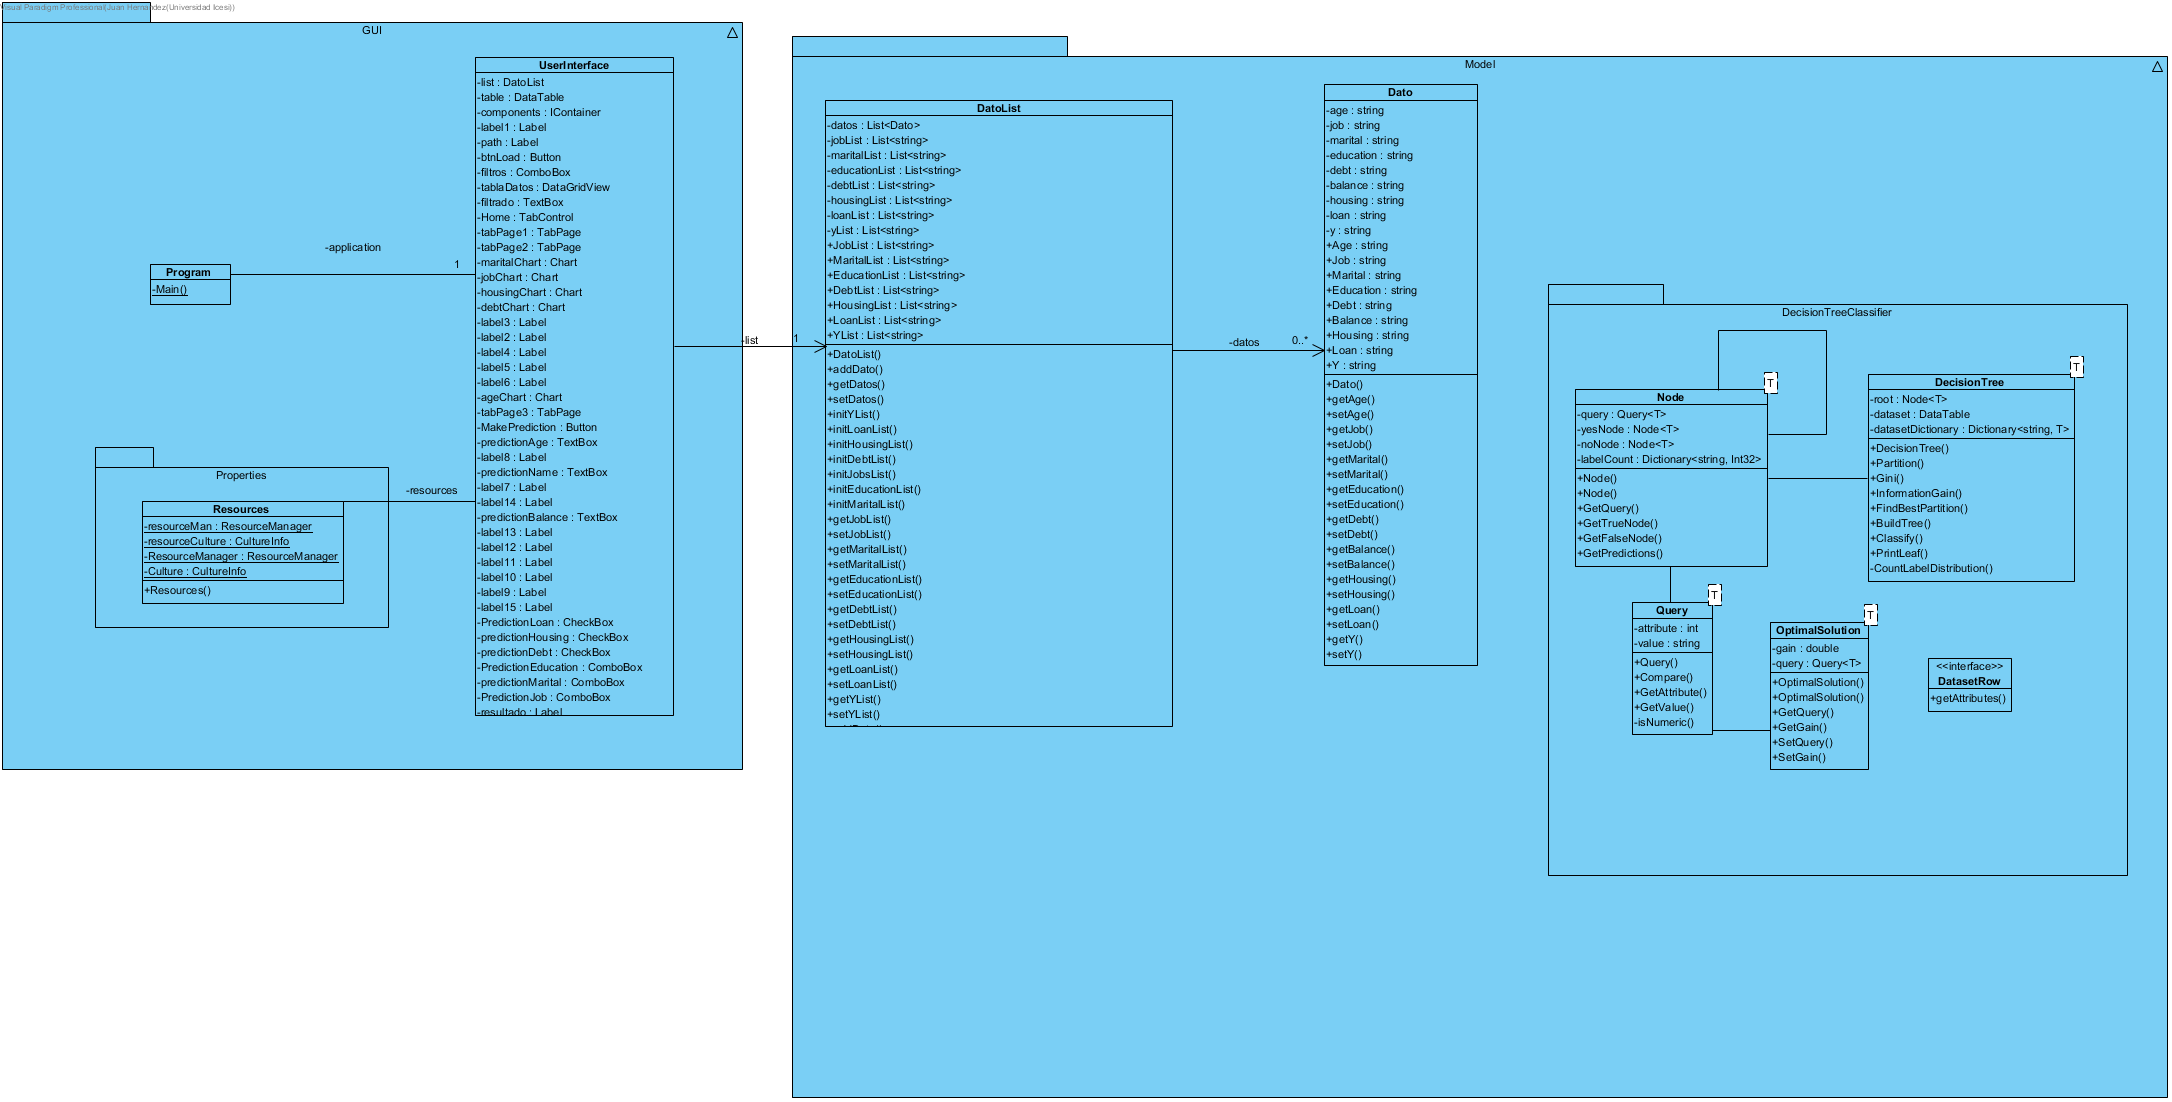 Visual Paradigm Professional(Juan Hernandez(Universidad Icesi))
GUI
UserInterface
-list : DatoList
-table : DataTable
-components : IContainer
-label1 : Label
-path : Label
-btnLoad : Button
-filtros : ComboBox
-tablaDatos : DataGridView
-filtrado : TextBox
-Home : TabControl
-tabPage1 : TabPage
-tabPage2 : TabPage
-maritalChart : Chart
-jobChart : Chart
-housingChart : Chart
-debtChart : Chart
-label3 : Label
-label2 : Label
-label4 : Label
-label5 : Label
-label6 : Label
-ageChart : Chart
-tabPage3 : TabPage
-MakePrediction : Button
-predictionAge : TextBox
-label8 : Label
-predictionName : TextBox
-label7 : Label
-label14 : Label
-predictionBalance : TextBox
-label13 : Label
-label12 : Label
-label11 : Label
-label10 : Label
-label9 : Label
-label15 : Label
-PredictionLoan : CheckBox
-predictionHousing : CheckBox
-predictionDebt : CheckBox
-PredictionEducation : ComboBox
-predictionMarital : ComboBox
-PredictionJob : ComboBox
-resultado : Label
-application
1
Program
-Main()
Properties
-resources
Resources
-resourceMan : ResourceManager
-resourceCulture : CultureInfo
-ResourceManager : ResourceManager
-Culture : CultureInfo
+Resources()
-list
1
Model
DatoList
-datos : List<Dato>
-jobList : List<string>
-maritalList : List<string>
-educationList : List<string>
-debtList : List<string>
-housingList : List<string>
-loanList : List<string>
-yList : List<string>
+JobList : List<string>
+MaritalList : List<string>
+EducationList : List<string>
+DebtList : List<string>
+HousingList : List<string>
+LoanList : List<string>
+YList : List<string>
+DatoList()
+addDato()
+getDatos()
+setDatos()
+initYList()
+initLoanList()
+initHousingList()
+initDebtList()
+initJobsList()
+initEducationList()
+initMaritalList()
+getJobList()
+setJobList()
+getMaritalList()
+setMaritalList()
+getEducationList()
+setEducationList()
+getDebtList()
+setDebtList()
+getHousingList()
+setHousingList()
+getLoanList()
+setLoanList()
+getYList()
+setYList()
-datos
0..*
Dato
-age : string
-job : string
-marital : string
-education : string
-debt : string
-balance : string
-housing : string
-loan : string
-y : string
+Age : string
+Job : string
+Marital : string
+Education : string
+Debt : string
+Balance : string
+Housing : string
+Loan : string
+Y : string
+Dato()
+getAge()
+setAge()
+getJob()
+setJob()
+getMarital()
+setMarital()
+getEducation()
+setEducation()
+getDebt()
+setDebt()
+getBalance()
+setBalance()
+getHousing()
+setHousing()
+getLoan()
+setLoan()
+getY()
+setY()
DecisionTreeClassifier
T
Node
-query : Query<T>
-yesNode : Node<T>
-noNode : Node<T>
-labelCount : Dictionary<string, Int32>
+Node()
+Node()
+GetQuery()
+GetTrueNode()
+GetFalseNode()
+GetPredictions()
T
DecisionTree
-root : Node<T>
-dataset : DataTable
-datasetDictionary : Dictionary<string, T>
+DecisionTree()
+Partition()
+Gini()
+InformationGain()
+FindBestPartition()
+BuildTree()
+Classify()
+PrintLeaf()
-CountLabelDistribution()
T
Query
-attribute : int
-value : string
+Query()
+Compare()
+GetAttribute()
+GetValue()
-isNumeric()
T
OptimalSolution
-gain : double
-query : Query<T>
+OptimalSolution()
+OptimalSolution()
+GetQuery()
+GetGain()
+SetQuery()
+SetGain()
<<interface>>
DatasetRow
+getAttributes()